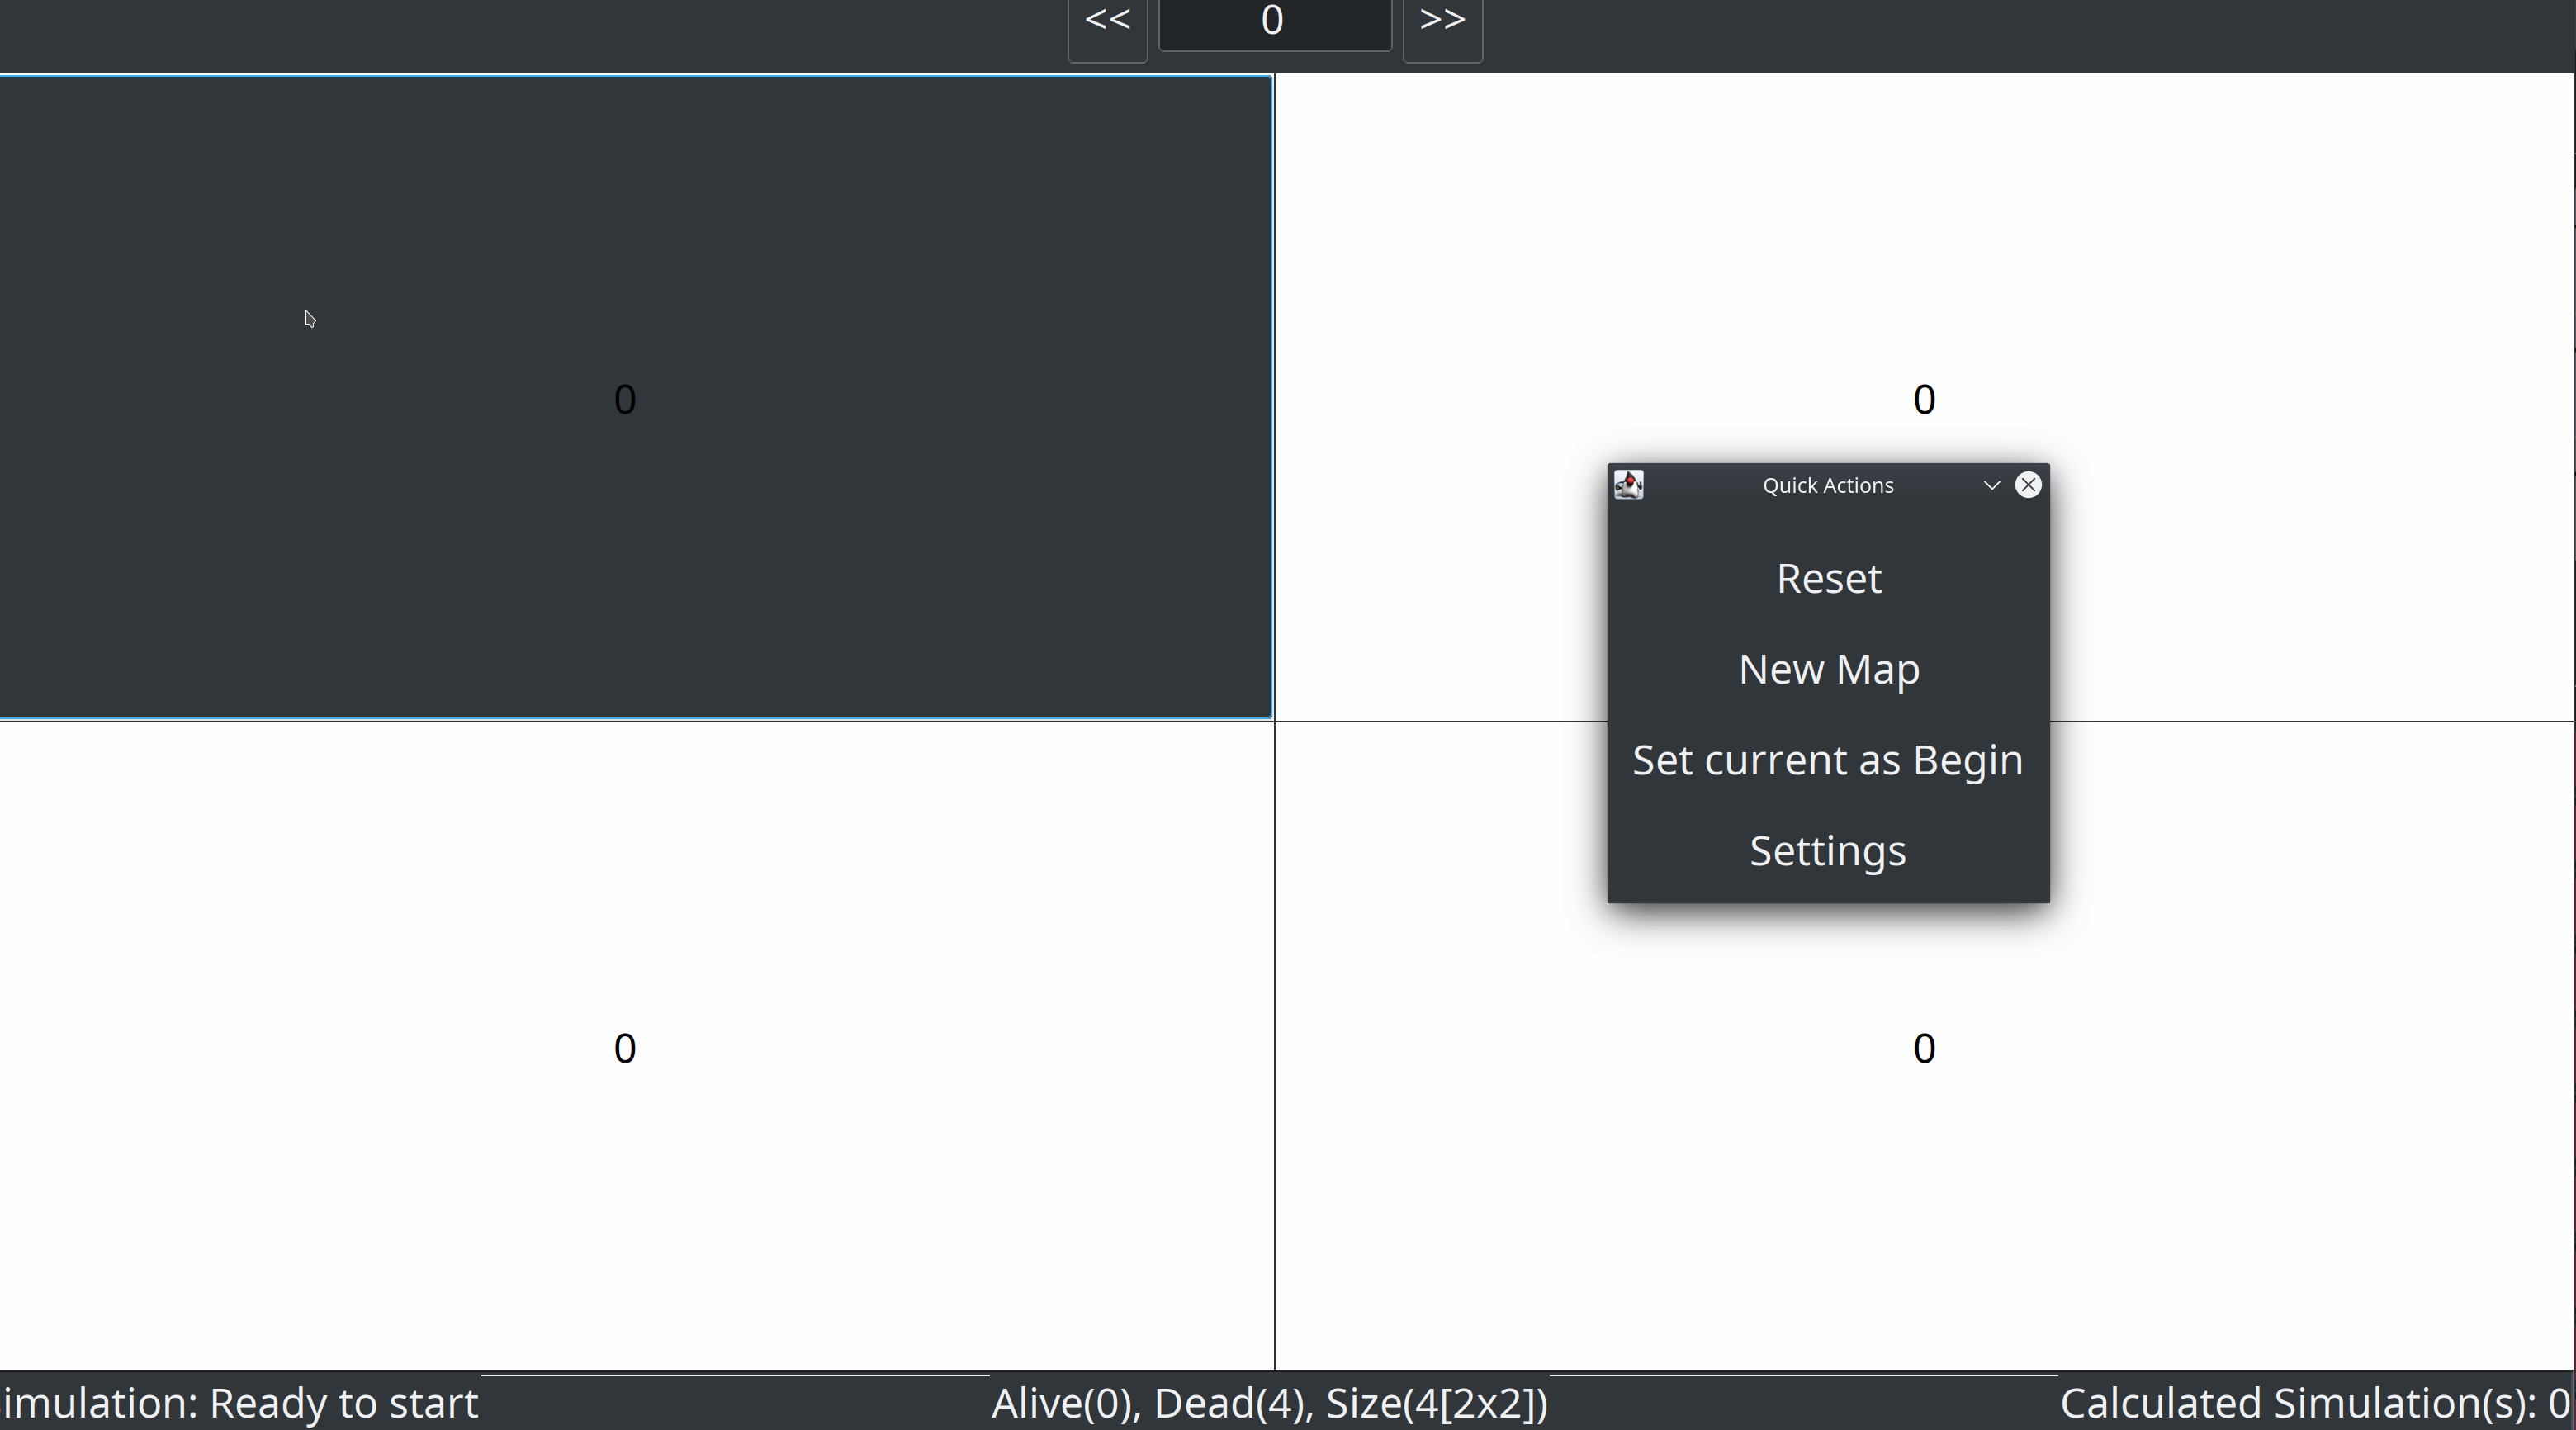 << 0 >>
0 0
Quick Actions
Reset
New Map
Set current as Begin
Settings
0 0
imulation: Ready to start Alive(0), Dead(4), Size(4[2x2]) Calculated Simulation(s): 0